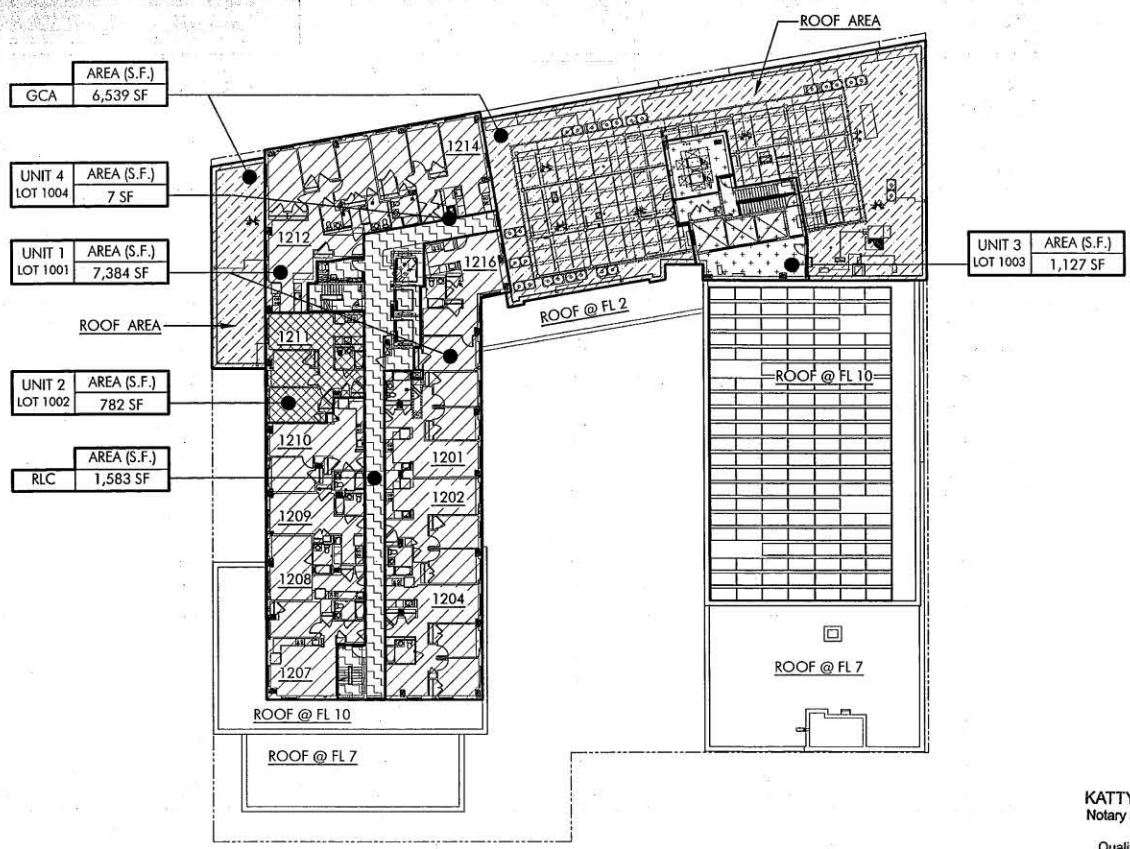 ROOF AREA
AREA (S.F.)
GCA 6,539 SF
1214
UNIT 4 AREA (S.F.)
LOT 1004 7 SF
1212
UNIT 1 AREA (S.F.)
LOT 1001 7,384 SF
1216
UNIT 3 AREA (S.F.)
LOT 1003 1,127 SF
ROOF @ FL 2
ROOF AREA
1211
ROOF @ FL 10
UNIT 2 AREA (S.F.)
LOT 1002 782 SF
1210
1201
AREA (S.F.)
RLC 1,583 SF
1202
1209
1208
1204
1207
ROOF @ FL 7
ROOF @ FL 10
ROOF @ FL 7
KATTY
Notary
Quali